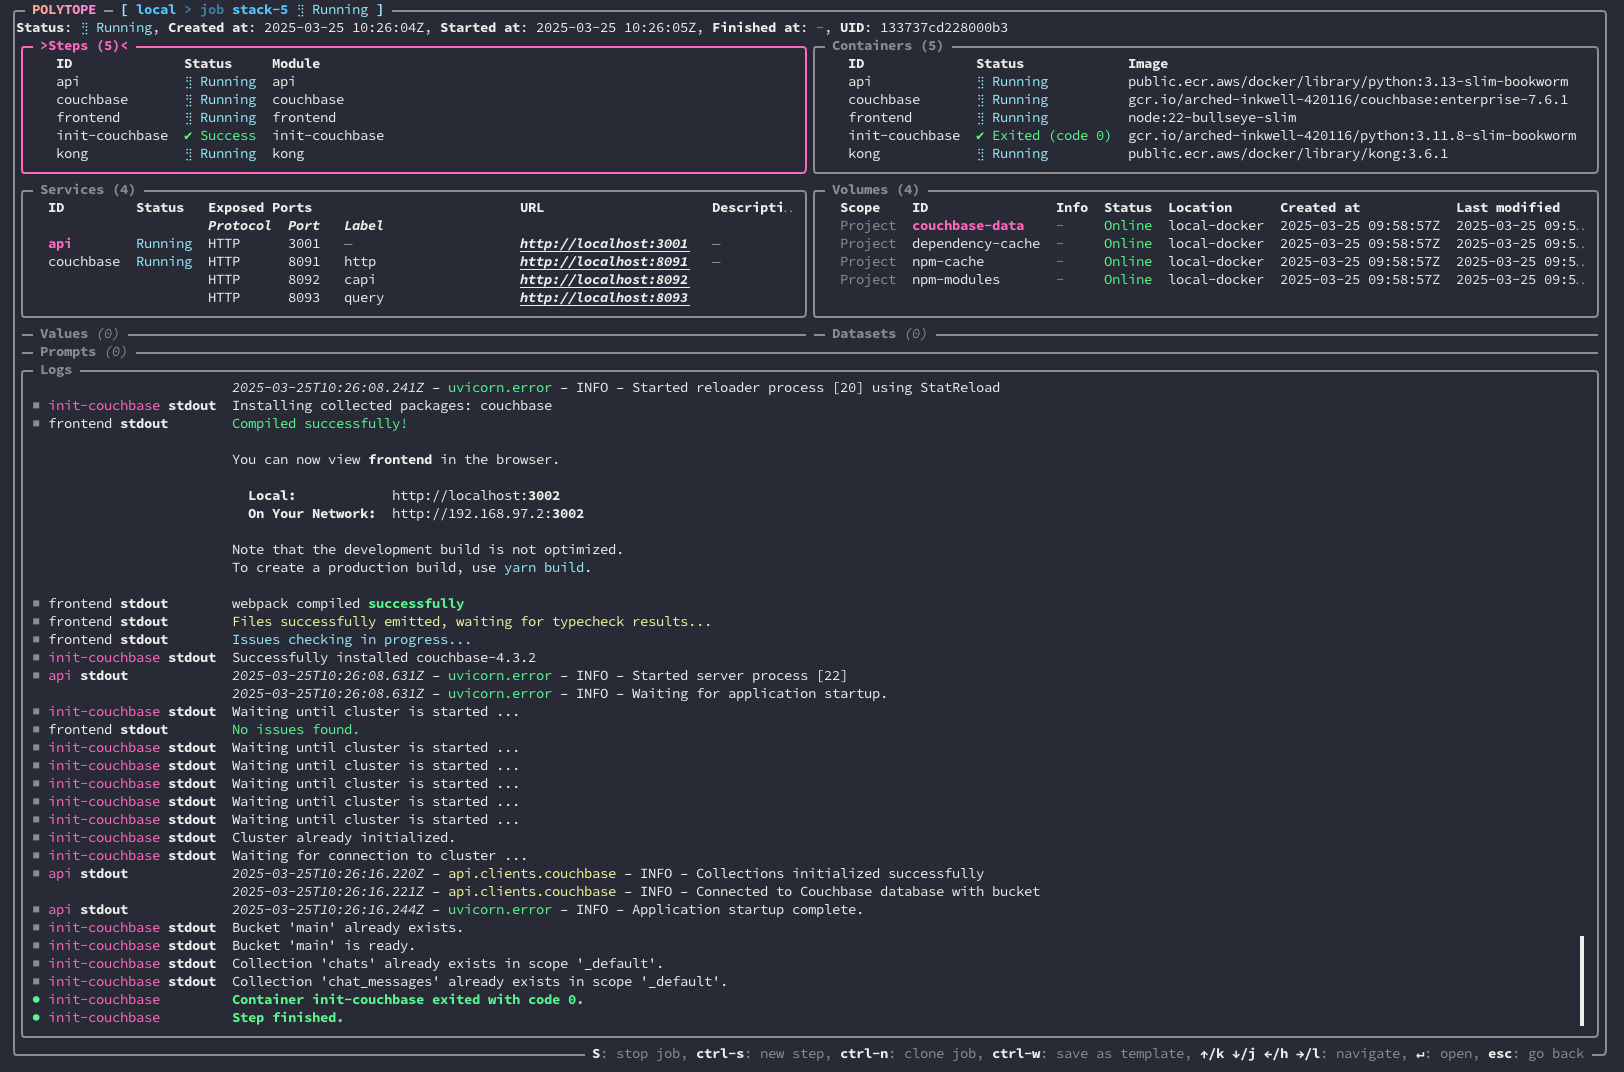 POLYTOPE — [ local > job stack-5 ⣿ Running ]
Status: ⣿ Running, Created at: 2025-03-25 10:26:04Z, Started at: 2025-03-25 10:26:05Z, Finished at: -, UID: 133737cd228000b3
>Steps (5)<
ID Status Module
api ⣿ Running api
couchbase ⣿ Running couchbase
frontend ⣿ Running frontend
init-couchbase ✔ Success init-couchbase
kong ⣿ Running kong
Containers (5)
ID Status Image
api ⣿ Running public.ecr.aws/docker/library/python:3.13-slim-bookworm
couchbase ⣿ Running gcr.io/arched-inkwell-420116/couchbase:enterprise-7.6.1
frontend ⣿ Running node:22-bullseye-slim
init-couchbase ✔ Exited (code 0) gcr.io/arched-inkwell-420116/python:3.11.8-slim-bookworm
kong ⣿ Running public.ecr.aws/docker/library/kong:3.6.1
Services (4)
ID Status Exposed Ports URL Descripti..
Protocol Port Label
api Running HTTP 3001 — http://localhost:3001 —
couchbase Running HTTP 8091 http http://localhost:8091 —
HTTP 8092 capi http://localhost:8092
HTTP 8093 query http://localhost:8093
Volumes (4)
Scope ID Info Status Location Created at Last modified
Project couchbase-data - Online local-docker 2025-03-25 09:58:57Z 2025-03-25 09:5..
Project dependency-cache - Online local-docker 2025-03-25 09:58:57Z 2025-03-25 09:5..
Project npm-cache - Online local-docker 2025-03-25 09:58:57Z 2025-03-25 09:5..
Project npm-modules - Online local-docker 2025-03-25 09:58:57Z 2025-03-25 09:5..
Values (0)
Datasets (0)
Prompts (0)
Logs
2025-03-25T10:26:08.241Z – uvicorn.error – INFO – Started reloader process [20] using StatReload
init-couchbase stdout Installing collected packages: couchbase
frontend stdout Compiled successfully!
You can now view frontend in the browser.
Local: http://localhost:3002
On Your Network: http://192.168.97.2:3002
Note that the development build is not optimized.
To create a production build, use yarn build.
frontend stdout webpack compiled successfully
frontend stdout Files successfully emitted, waiting for typecheck results...
frontend stdout Issues checking in progress...
init-couchbase stdout Successfully installed couchbase-4.3.2
api stdout 2025-03-25T10:26:08.631Z – uvicorn.error – INFO – Started server process [22]
2025-03-25T10:26:08.631Z – uvicorn.error – INFO – Waiting for application startup.
init-couchbase stdout Waiting until cluster is started ...
frontend stdout No issues found.
init-couchbase stdout Waiting until cluster is started ...
init-couchbase stdout Waiting until cluster is started ...
init-couchbase stdout Waiting until cluster is started ...
init-couchbase stdout Waiting until cluster is started ...
init-couchbase stdout Waiting until cluster is started ...
init-couchbase stdout Cluster already initialized.
init-couchbase stdout Waiting for connection to cluster ...
api stdout 2025-03-25T10:26:16.220Z – api.clients.couchbase – INFO – Collections initialized successfully
2025-03-25T10:26:16.221Z – api.clients.couchbase – INFO – Connected to Couchbase database with bucket
api stdout 2025-03-25T10:26:16.244Z – uvicorn.error – INFO – Application startup complete.
init-couchbase stdout Bucket 'main' already exists.
init-couchbase stdout Bucket 'main' is ready.
init-couchbase stdout Collection 'chats' already exists in scope '_default'.
init-couchbase stdout Collection 'chat_messages' already exists in scope '_default'.
init-couchbase Container init-couchbase exited with code 0.
init-couchbase Step finished.
S: stop job, ctrl-s: new step, ctrl-n: clone job, ctrl-w: save as template, ↑/k ↓/j ←/h →/l: navigate, ↵: open, esc: go back